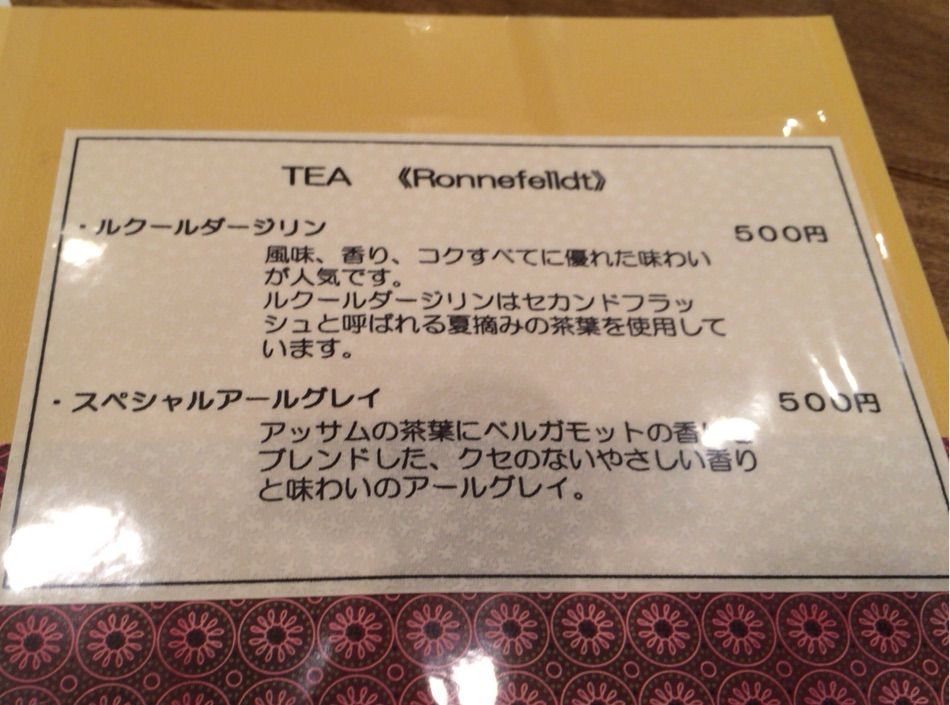 TEA 《Ronnefelldt》
・ルクールダージリン 500円
風味、香り、コクすべてに優れた味わい
が人気です。
ルクールダージリンはセカンドフラッ
シュと呼ばれる夏摘みの茶葉を使用して
います。
・スペシャルアールグレイ 500円
アッサムの茶葉にベルガモットの香
ブレンドした、クセのないやさしい香り
と味わいのアールグレイ。